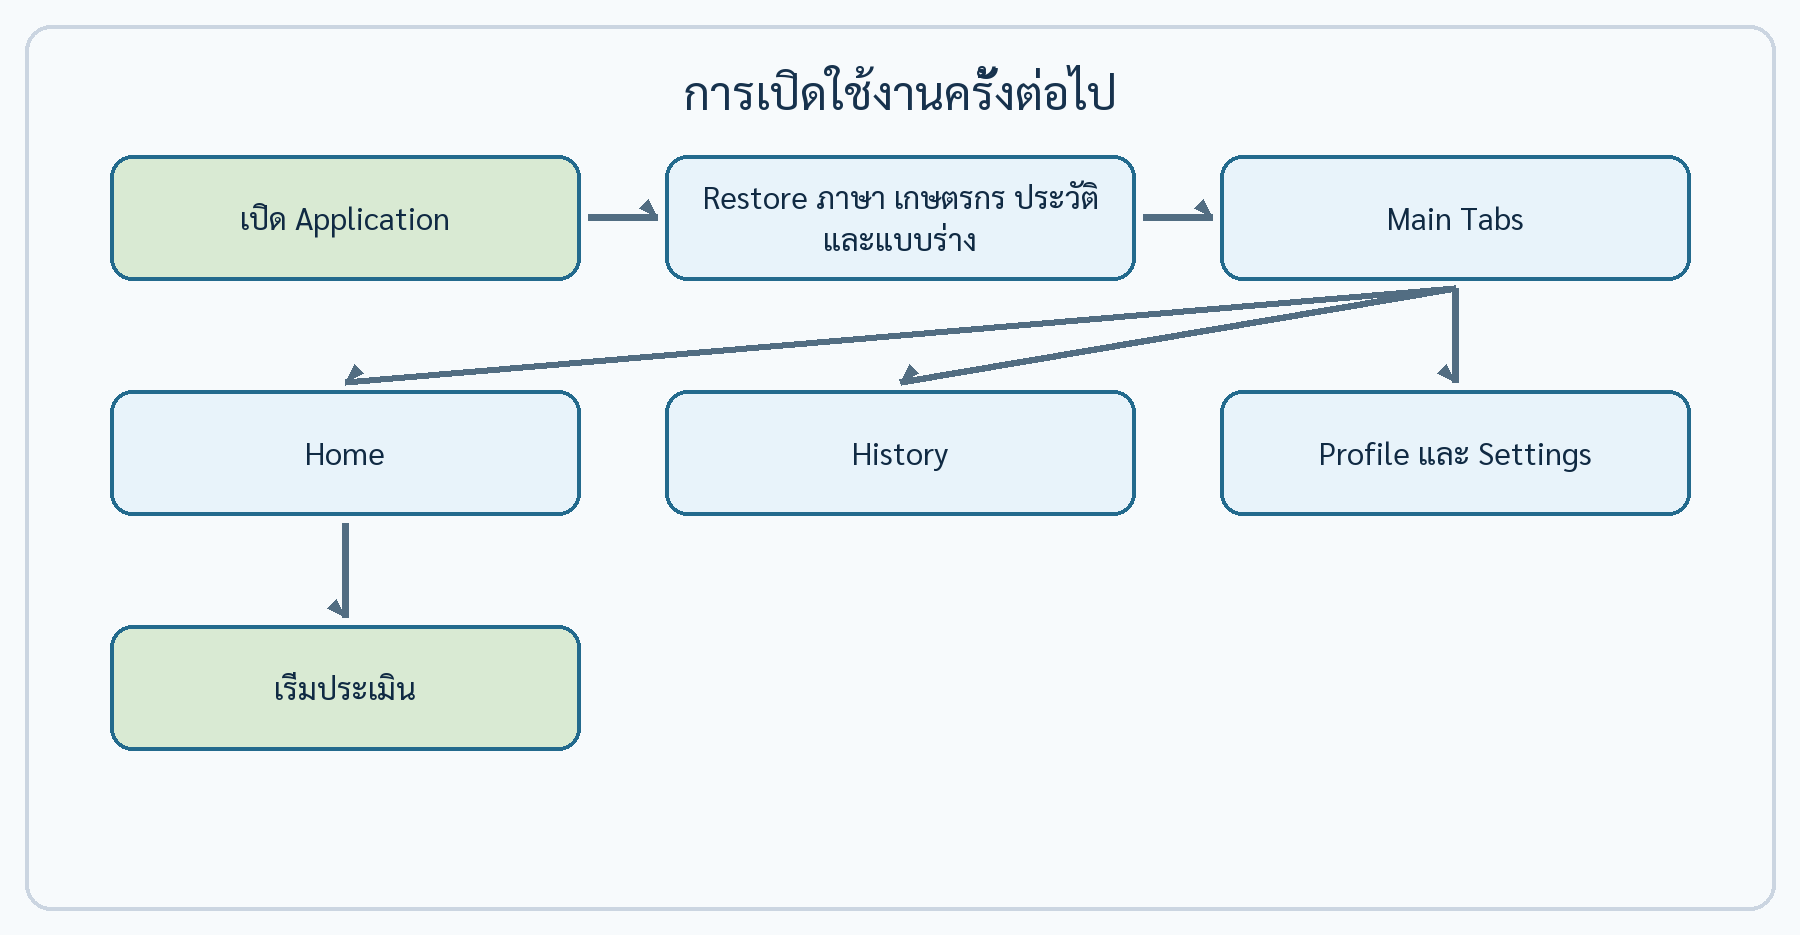 การเปิดใช้งานครั้งต่อไป
เปิด Application
Restore ภาษา เกษตรกร ประวัติ
และแบบร่าง
Main Tabs
Home
History
Profile และ Settings
เริ่มประเมิน